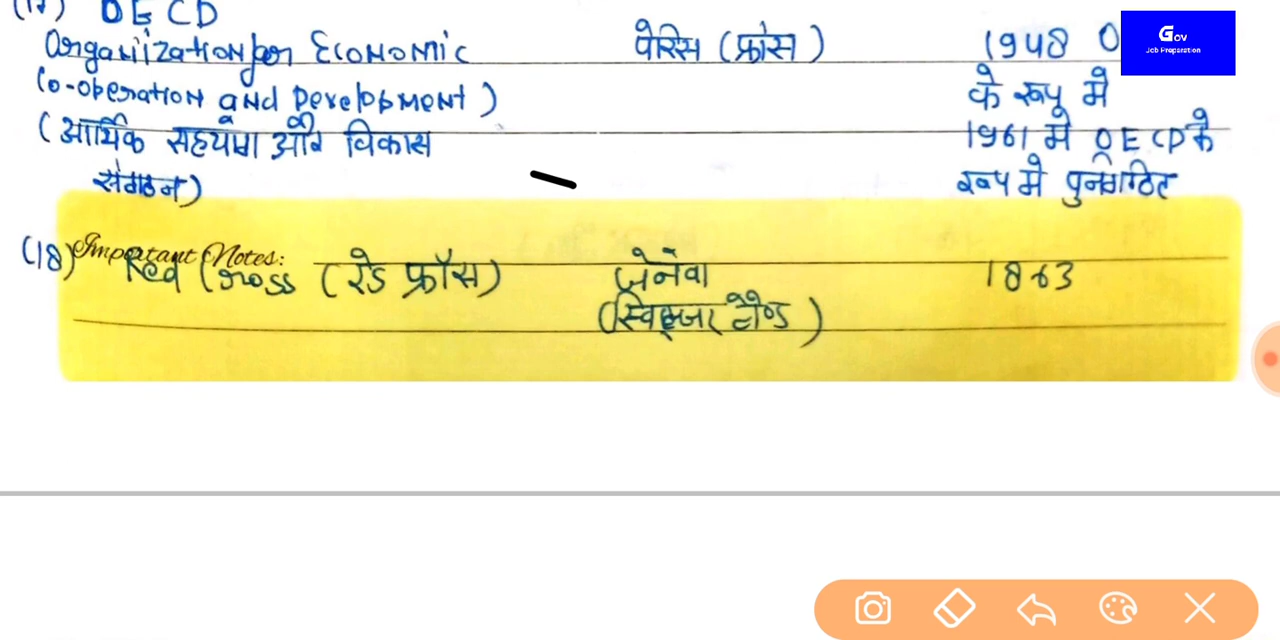 (17) OECD
Organiization for Economic पेरिस (फ्रांस) 1948 O
Co-operation and Development) के रूप में
(आर्थिक सहयोग और विकास 1961 में OECD के
संगठन) रूप में पुनर्गठित
Important Notes:
(18) Red Cross (रेड क्रॉस) जेनेवा 1863
(स्विट्जरलैण्ड)
Gov
Job Preparation